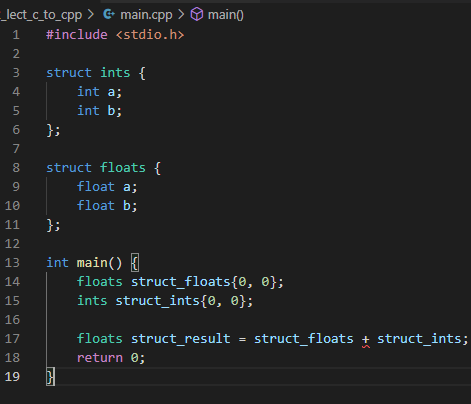 _lect_c_to_cpp > main.cpp > main()
1 #include <stdio.h>
2
3 struct ints {
4     int a;
5     int b;
6 };
7
8 struct floats {
9     float a;
10     float b;
11 };
12
13 int main() {
14     floats struct_floats{0, 0};
15     ints struct_ints{0, 0};
16
17     floats struct_result = struct_floats + struct_ints;
18     return 0;
19 }